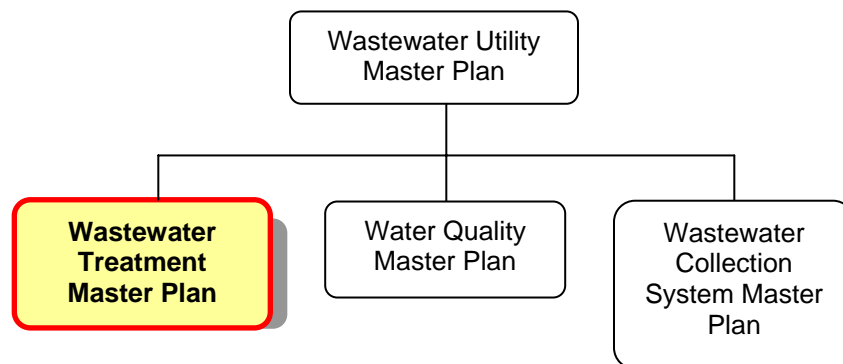 Wastewater Utility
Master Plan
Wastewater
Treatment
Master Plan
Water Quality
Master Plan
Wastewater
Collection
System Master
Plan